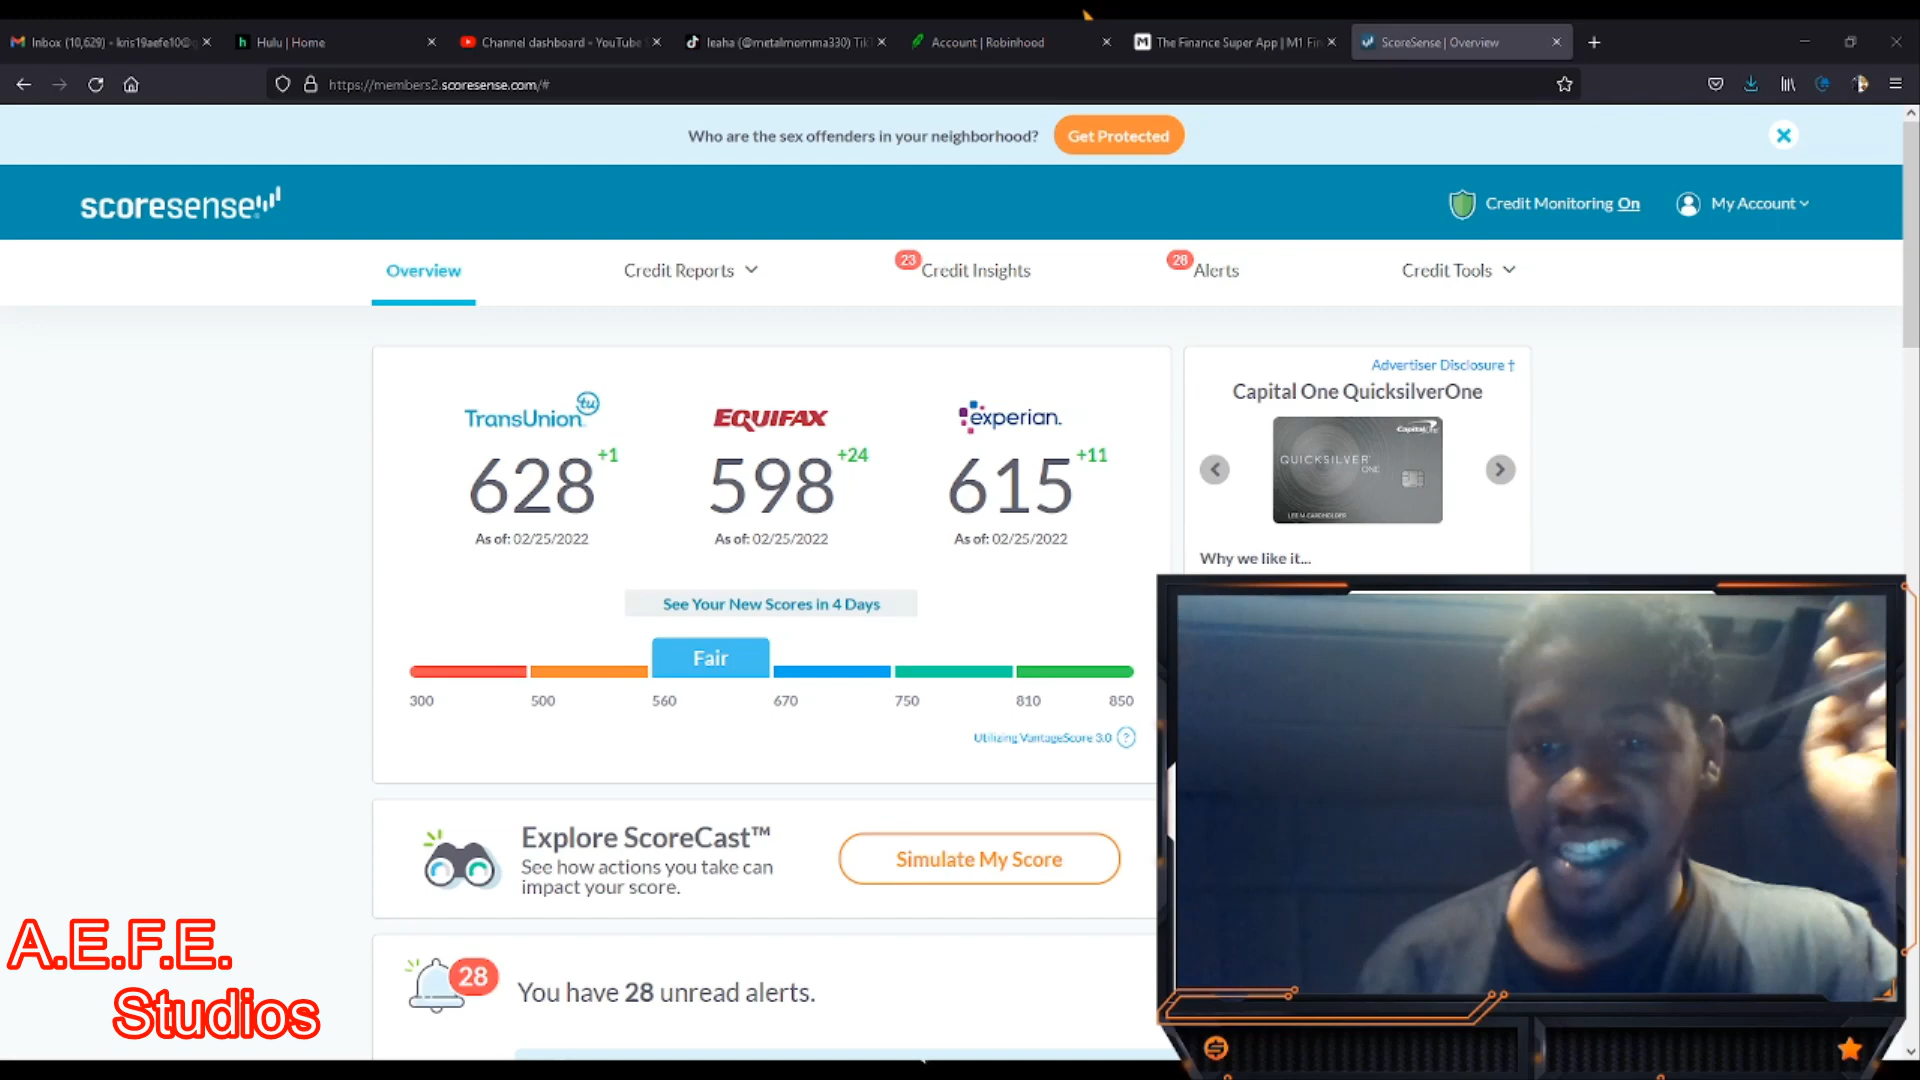 Inbox (10,629) - kris19aefe10@
Hulu | Home
Channel dashboard - YouTube
leaha (@metalmomma330) Tik
Account | Robinhood
The Finance Super App | M1 Fin
ScoreSense | Overview
https://members2.scoresense.com/#
Who are the sex offenders in your neighborhood?
Get Protected
scoresense
Credit Monitoring On
My Account
Overview
Credit Reports
23
Credit Insights
28
Alerts
Credit Tools
TransUnion tu
EQUIFAX
experian.
628 +1
598 +24
615 +11
As of: 02/25/2022
As of: 02/25/2022
As of: 02/25/2022
See Your New Scores in 4 Days
Fair
300 500 560 670 750 810 850
Utilizing VantageScore 3.0 ?
Advertiser Disclosure †
Capital One QuicksilverOne
Capital One
QUICKSILVER
ONE
LEE M. CARDHOLDER
Why we like it...
Explore ScoreCast™
See how actions you take can
impact your score.
Simulate My Score
28
You have 28 unread alerts.
A.E.F.E.
Studios